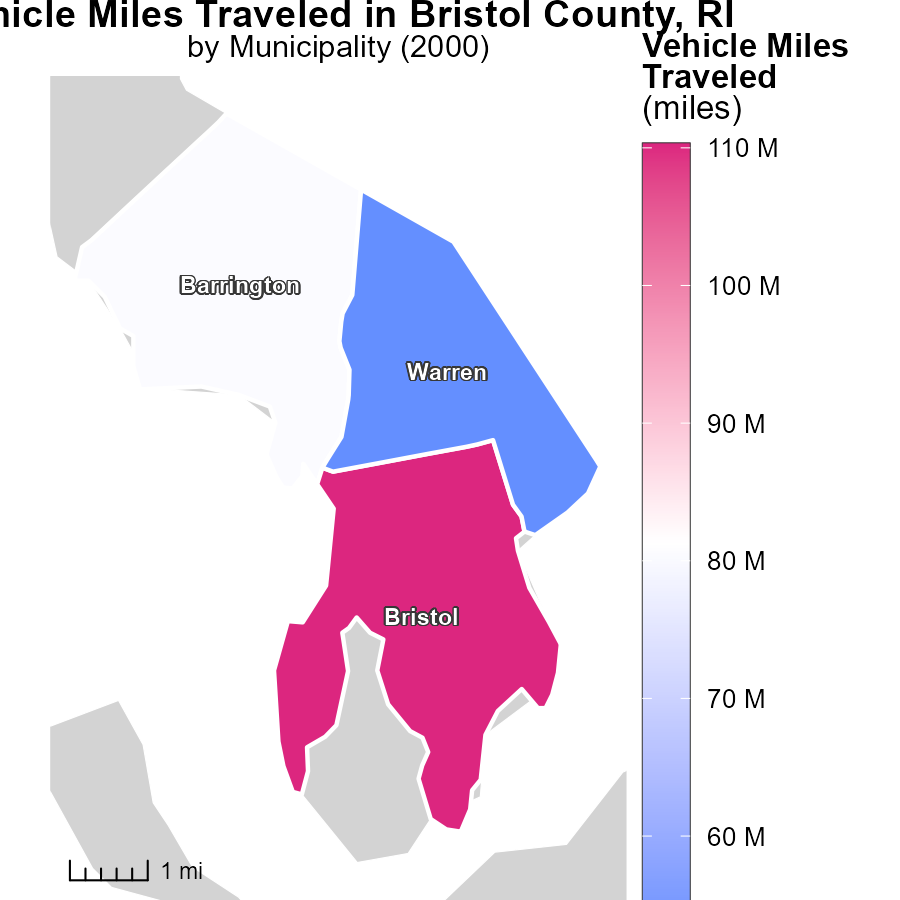 hicle Miles Traveled in Bristol County, RI
by Municipality (2000)
Vehicle Miles
Traveled
(miles)
110 M
100 M
90 M
80 M
70 M
60 M
Barrington
Warren
Bristol
1 mi